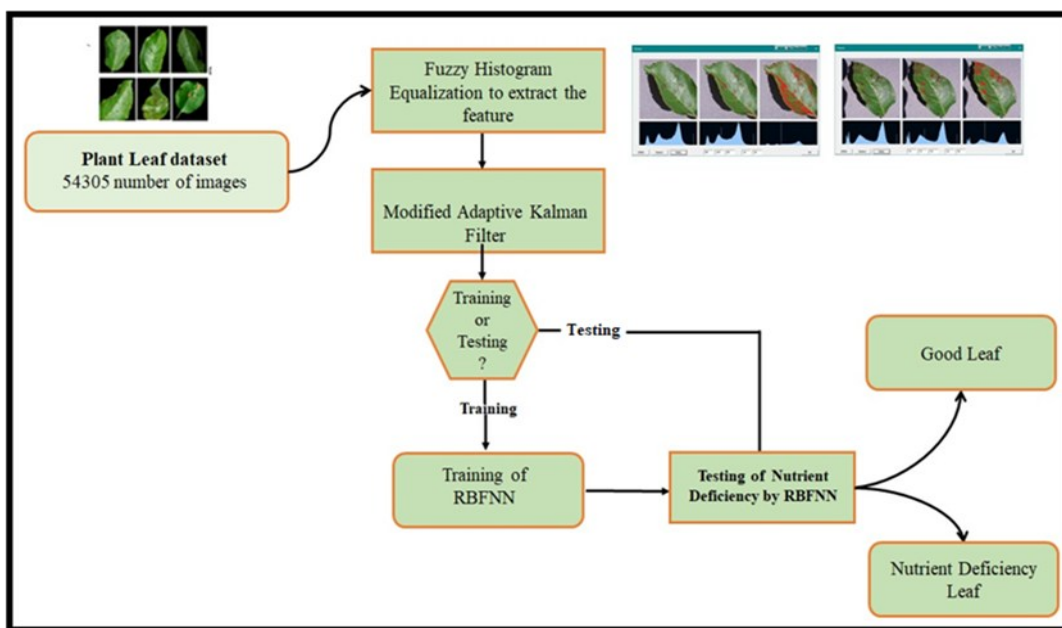 Plant Leaf dataset
54305 number of images
Fuzzy Histogram
Equalization to extract the
feature
Modified Adaptive Kalman
Filter
Training
or
Testing
?
Testing
Training
Training of
RBFNN
Testing of Nutrient
Deficiency by RBFNN
Good Leaf
Nutrient Deficiency
Leaf